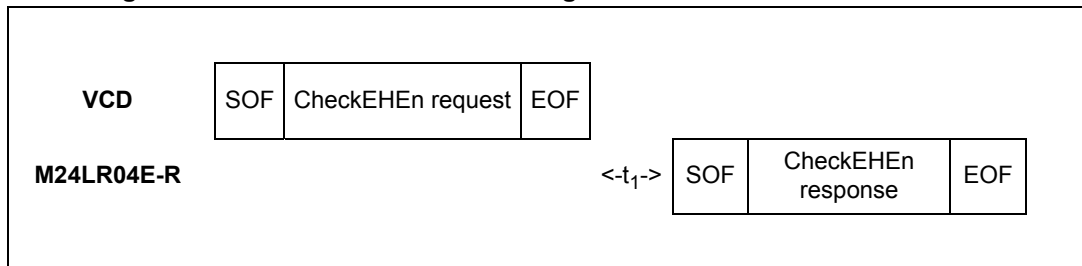 VCD SOF CheckEHEn request EOF
M24LR04E-R <-t1-> SOF CheckEHEn response EOF